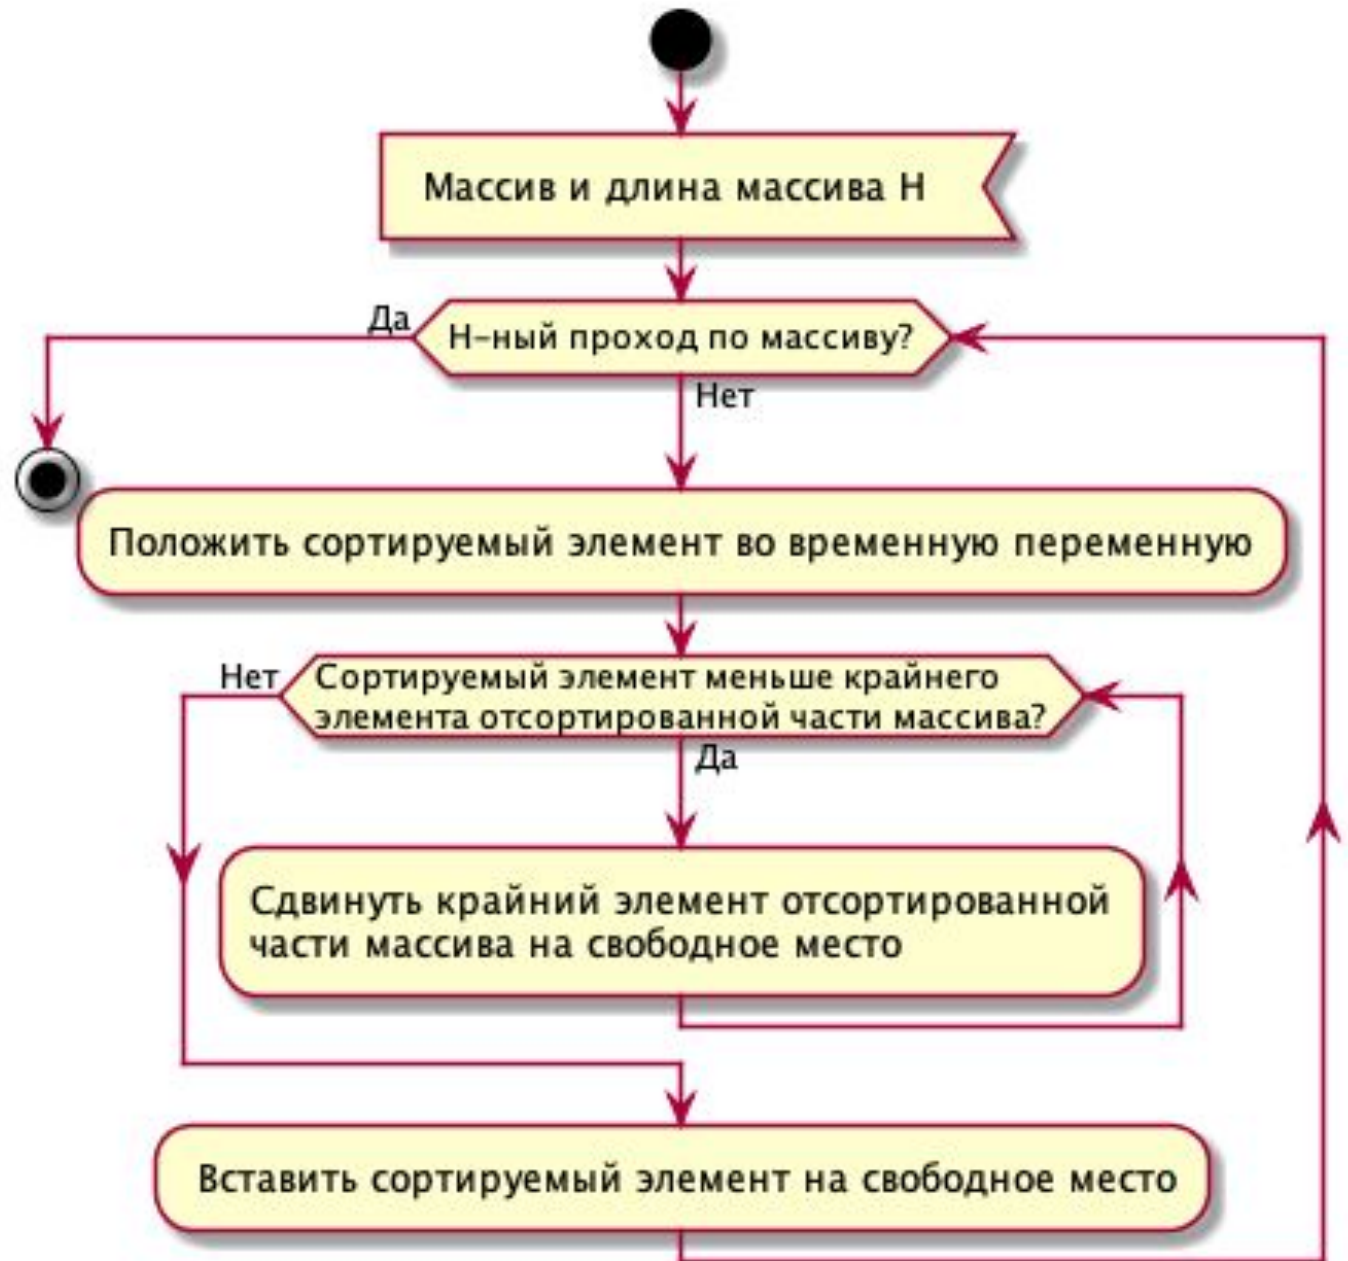 Массив и длина массива Н
Да
Н-ный проход по массиву?
Нет
Положить сортируемый элемент во временную переменную
Нет
Сортируемый элемент меньше крайнего
элемента отсортированной части массива?
Да
Сдвинуть крайний элемент отсортированной
части массива на свободное место
Вставить сортируемый элемент на свободное место